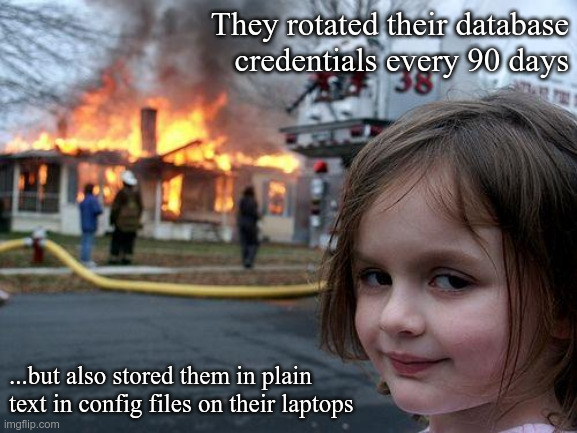 They rotated their database
credentials every 90 days
38
...but also stored them in plain
text in config files on their laptops
imgflip.com